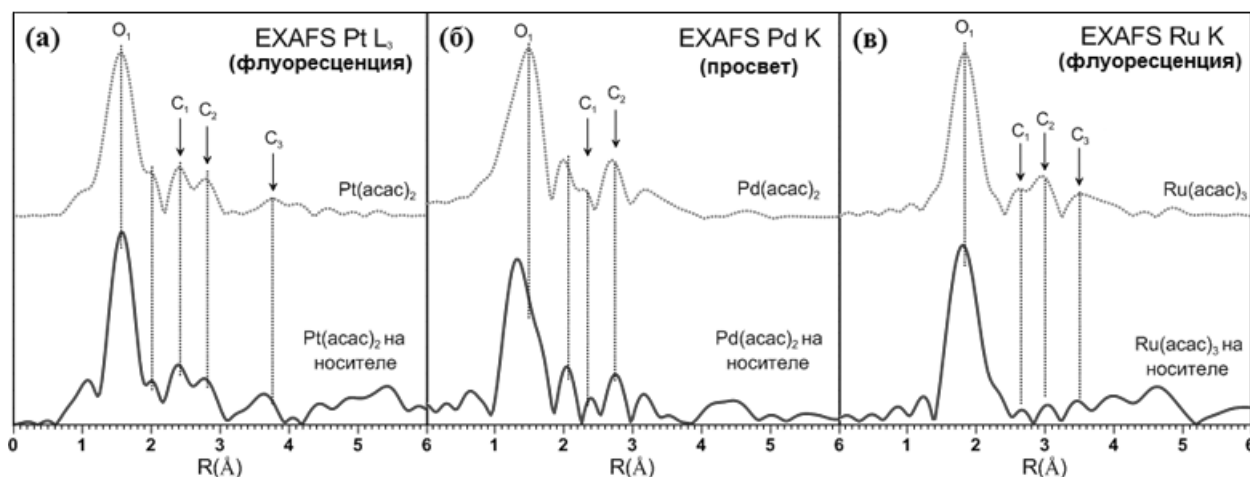 (а)
O₁
EXAFS Pt L₃
(флуоресценция)
C₁
C₂
C₃
Pt(acac)₂
Pt(acac)₂ на
носителе
0 1 2 3 4 5 6
R(Å)
(б)
O₁
EXAFS Pd K
(просвет)
C₁
C₂
Pd(acac)₂
Pd(acac)₂ на
носителе
1 2 3 4 5 6
R(Å)
(в)
O₁
EXAFS Ru K
(флуоресценция)
C₁
C₂
C₃
Ru(acac)₃
Ru(acac)₃ на
носителе
1 2 3 4 5 6
R(Å)